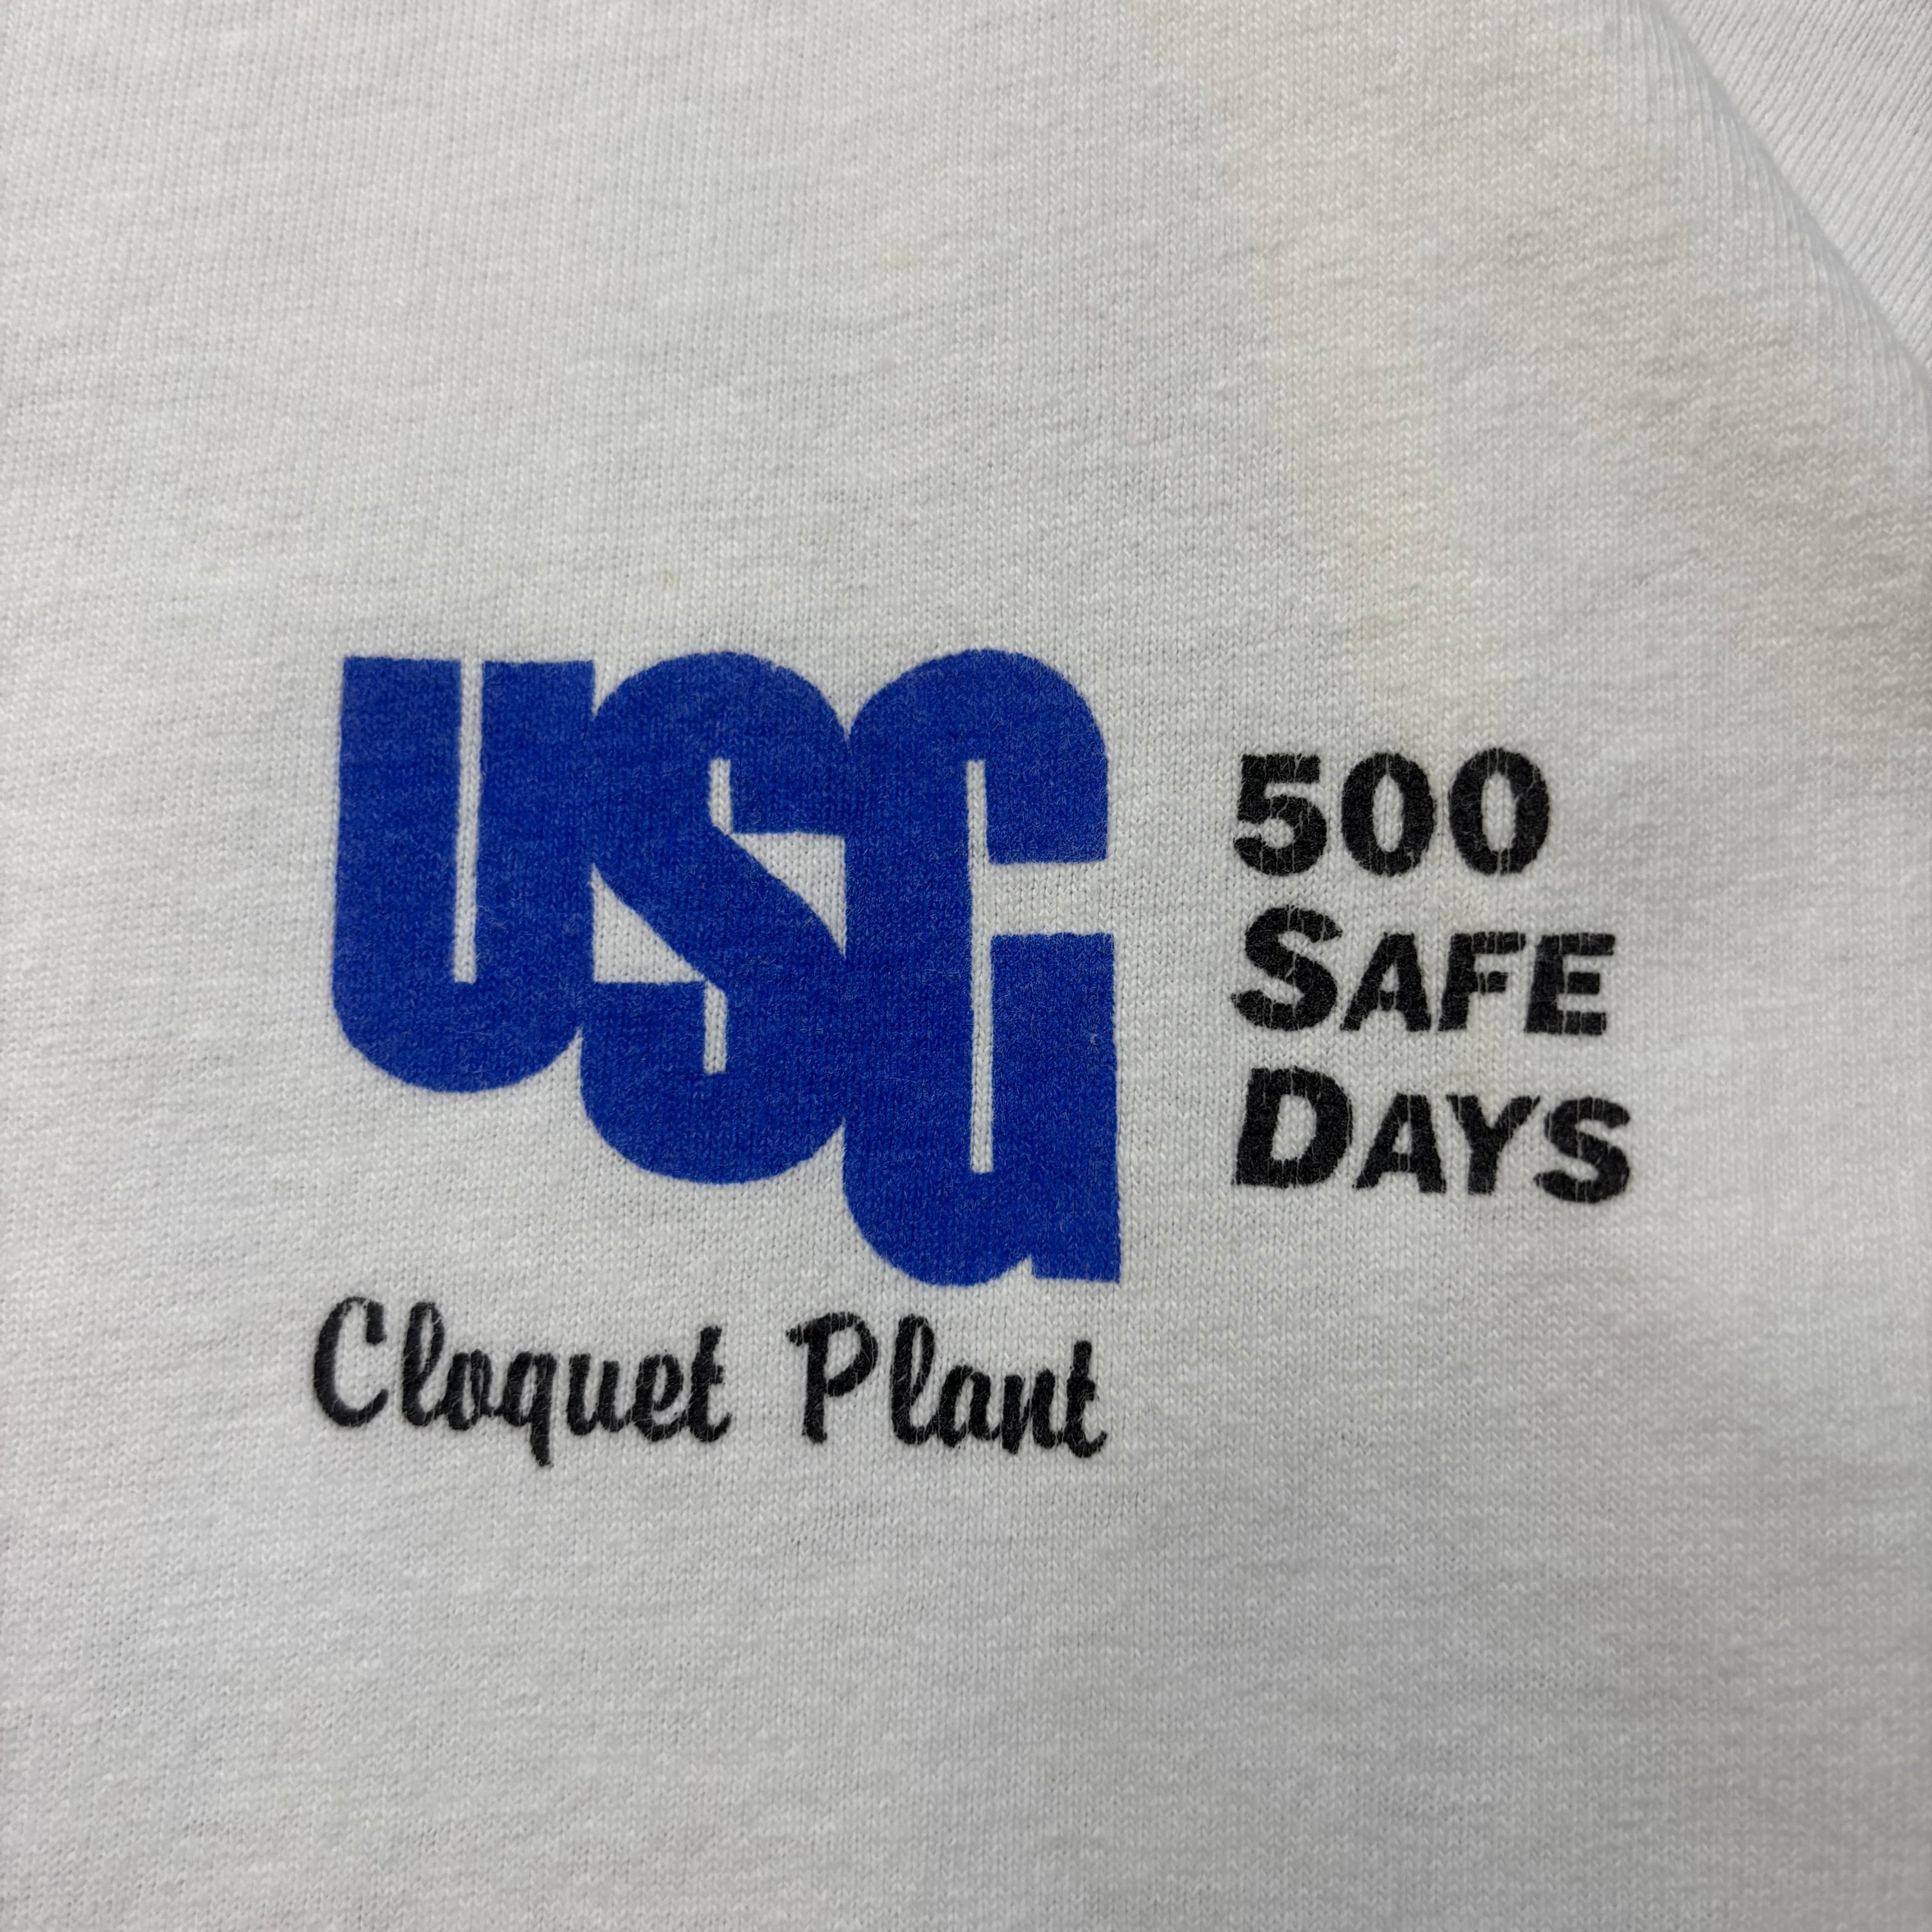 USG
500
SAFE
DAYS
Cloquet Plant